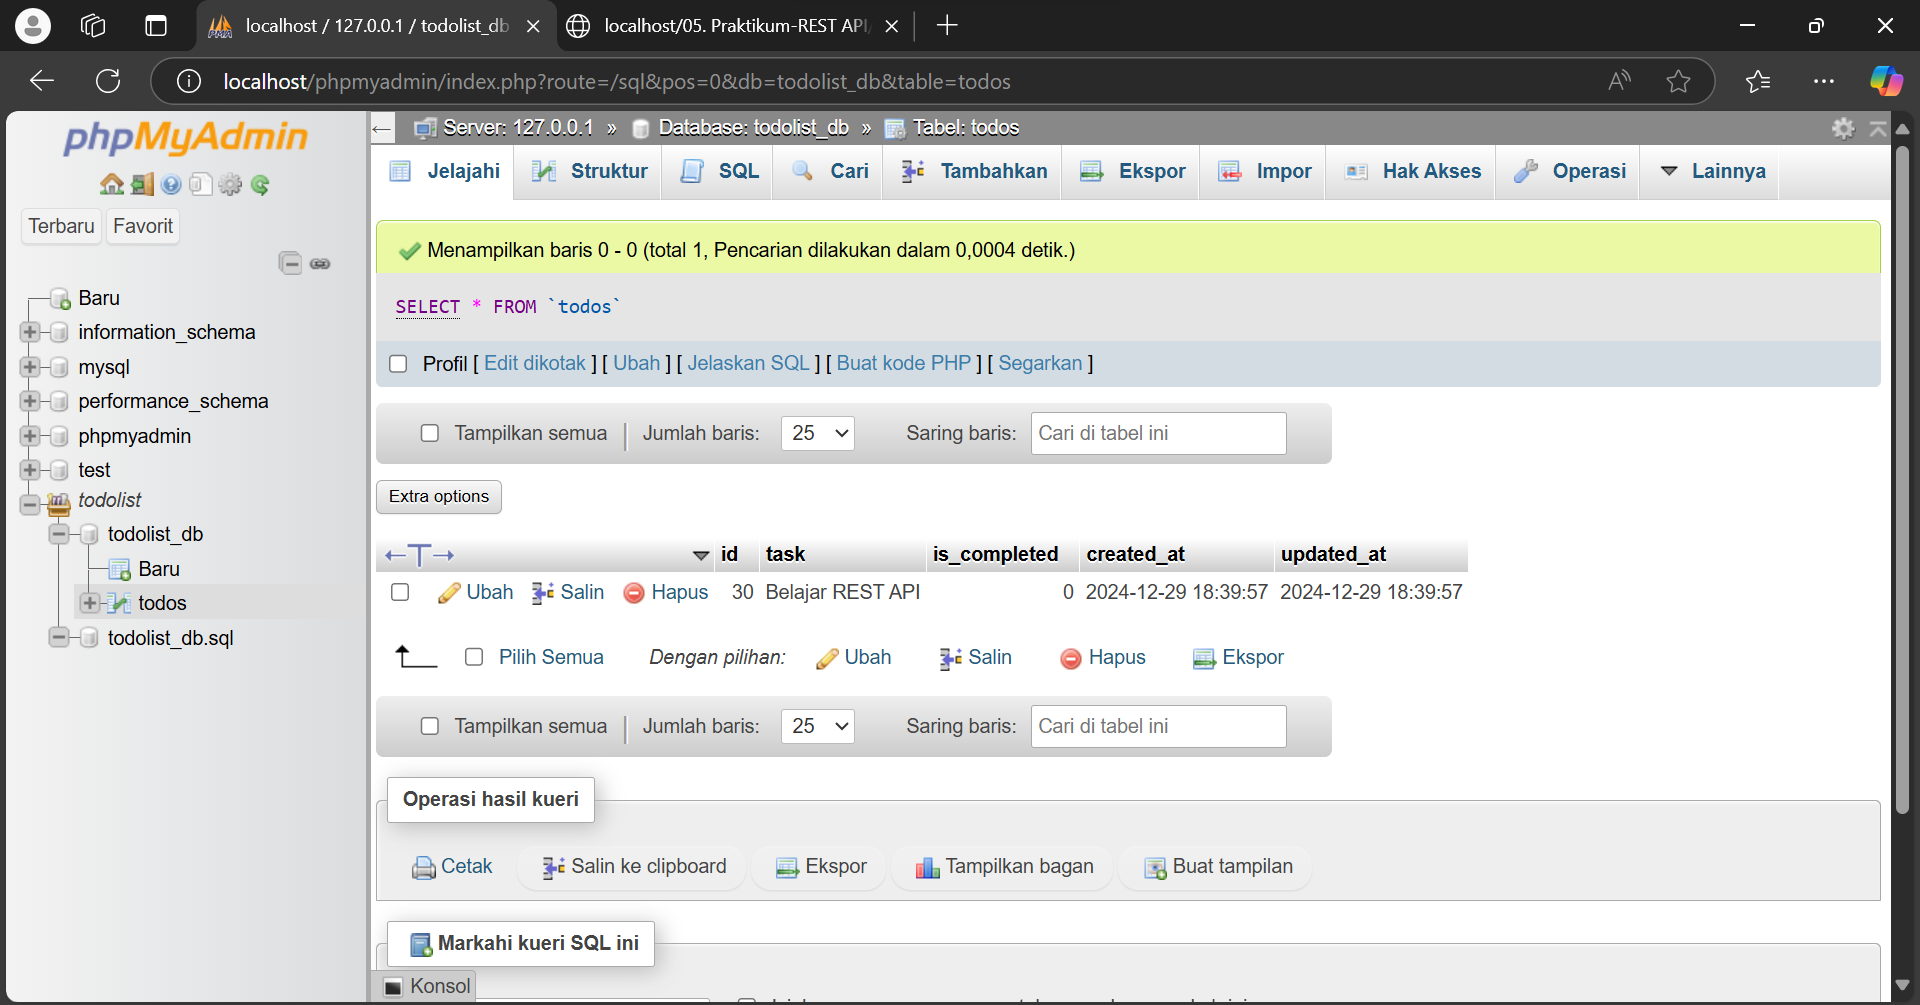 localhost / 127.0.0.1 / todolist_db
localhost/05. Praktikum-REST API/
localhost/phpmyadmin/index.php?route=/sql&pos=0&db=todolist_db&table=todos
phpMyAdmin
Terbaru
Favorit
Baru
information_schema
mysql
performance_schema
phpmyadmin
test
todolist
todolist_db
Baru
todos
todolist_db.sql
Server: 127.0.0.1 » Database: todolist_db » Tabel: todos
Jelajahi Struktur SQL Cari Tambahkan Ekspor Impor Hak Akses Operasi Lainnya
Menampilkan baris 0 - 0 (total 1, Pencarian dilakukan dalam 0,0004 detik.)
SELECT * FROM `todos`
Profil [ Edit dikotak ] [ Ubah ] [ Jelaskan SQL ] [ Buat kode PHP ] [ Segarkan ]
Tampilkan semua Jumlah baris: 25 Saring baris: Cari di tabel ini
Extra options
id task is_completed created_at updated_at
Ubah Salin Hapus 30 Belajar REST API 0 2024-12-29 18:39:57 2024-12-29 18:39:57
Pilih Semua Dengan pilihan: Ubah Salin Hapus Ekspor
Tampilkan semua Jumlah baris: 25 Saring baris: Cari di tabel ini
Operasi hasil kueri
Cetak Salin ke clipboard Ekspor Tampilkan bagan Buat tampilan
Markahi kueri SQL ini
Konsol